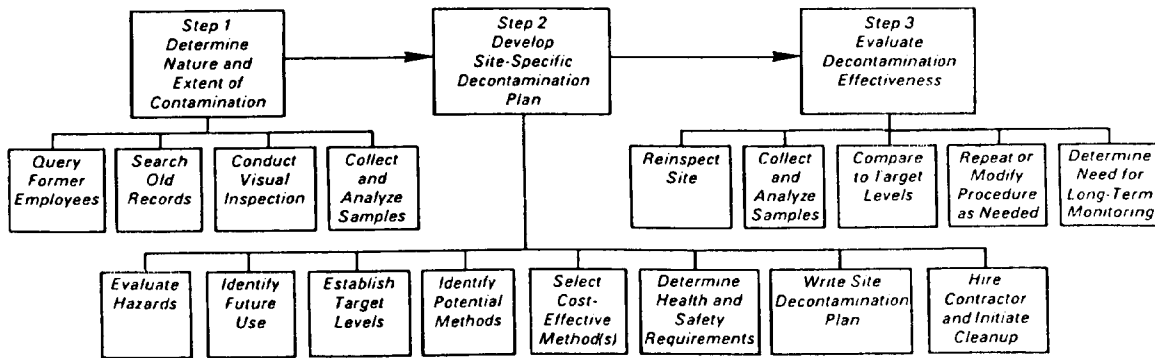 Step 1
Determine
Nature and
Extent of
Contamination
Step 2
Develop
Site-Specific
Decontamination
Plan
Step 3
Evaluate
Decontamination
Effectiveness
Query
Former
Employees
Search
Old
Records
Conduct
Visual
Inspection
Collect
and
Analyze
Samples
Reinspect
Site
Collect
and
Analyze
Samples
Compare
to Target
Levels
Repeat or
Modify
Procedure
as Needed
Determine
Need for
Long-Term
Monitoring
Evaluate
Hazards
Identify
Future
Use
Establish
Target
Levels
Identify
Potential
Methods
Select
Cost-
Effective
Method(s)
Determine
Health and
Safety
Requirements
Write Site
Decontamination
Plan
Hire
Contractor
and Initiate
Cleanup